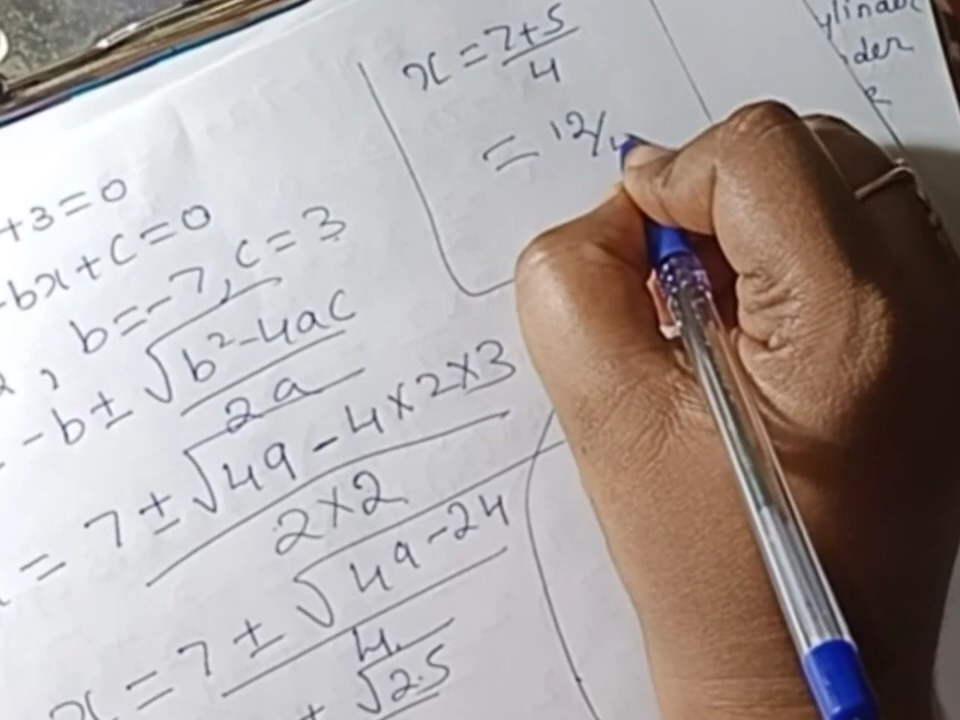 +3=0
bx+c=0
, b=-7, c=3
-b±√b²-4ac
2a
= 7±√49-4×2×3
2×2
x=7±√49-24
4
± √25
x=7+5
4
= 12/4
ylinder
der
R